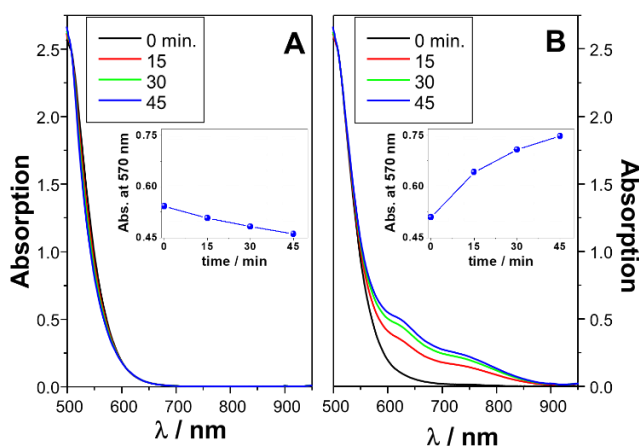 A
0 min.
15
30
45
2.5
2.0
1.5
1.0
0.5
0.0
Absorption
0.75
0.60
0.45
Abs. at 570 nm
0 15 30 45
time / min
500 600 700 800 900
λ / nm
B
0 min.
15
30
45
0.75
0.60
0.45
Abs. at 570 nm
0 15 30 45
time / min
500 600 700 800 900
λ / nm
2.5
2.0
1.5
1.0
0.5
0.0
Absorption